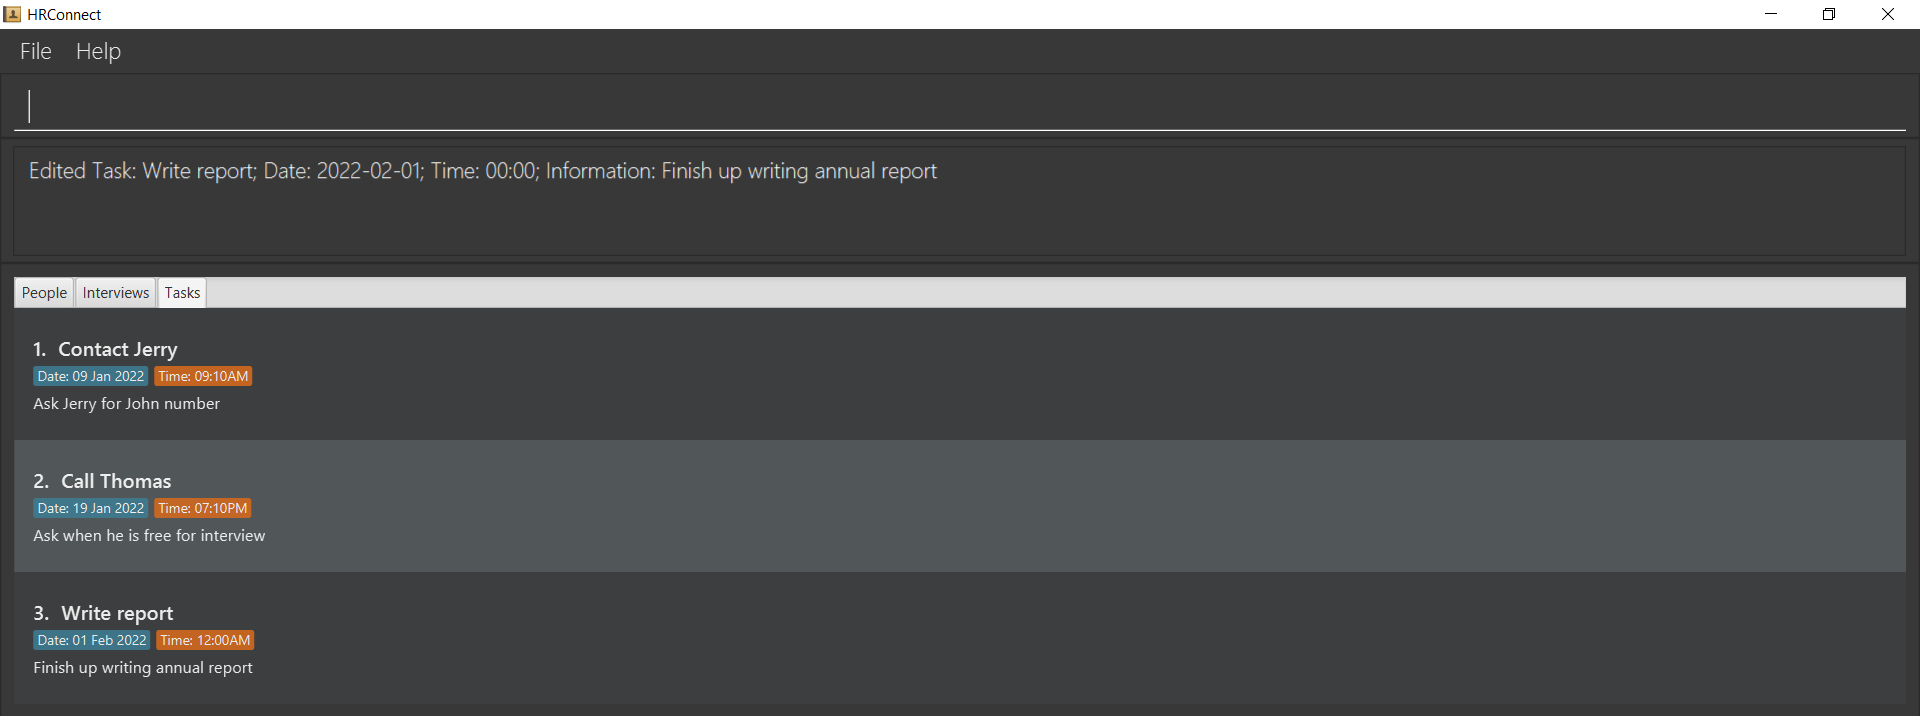 HRConnect
File Help
Edited Task: Write report; Date: 2022-02-01; Time: 00:00; Information: Finish up writing annual report
People Interviews Tasks
1. Contact Jerry
Date: 09 Jan 2022 Time: 09:10AM
Ask Jerry for John number
2. Call Thomas
Date: 19 Jan 2022 Time: 07:10PM
Ask when he is free for interview
3. Write report
Date: 01 Feb 2022 Time: 12:00AM
Finish up writing annual report